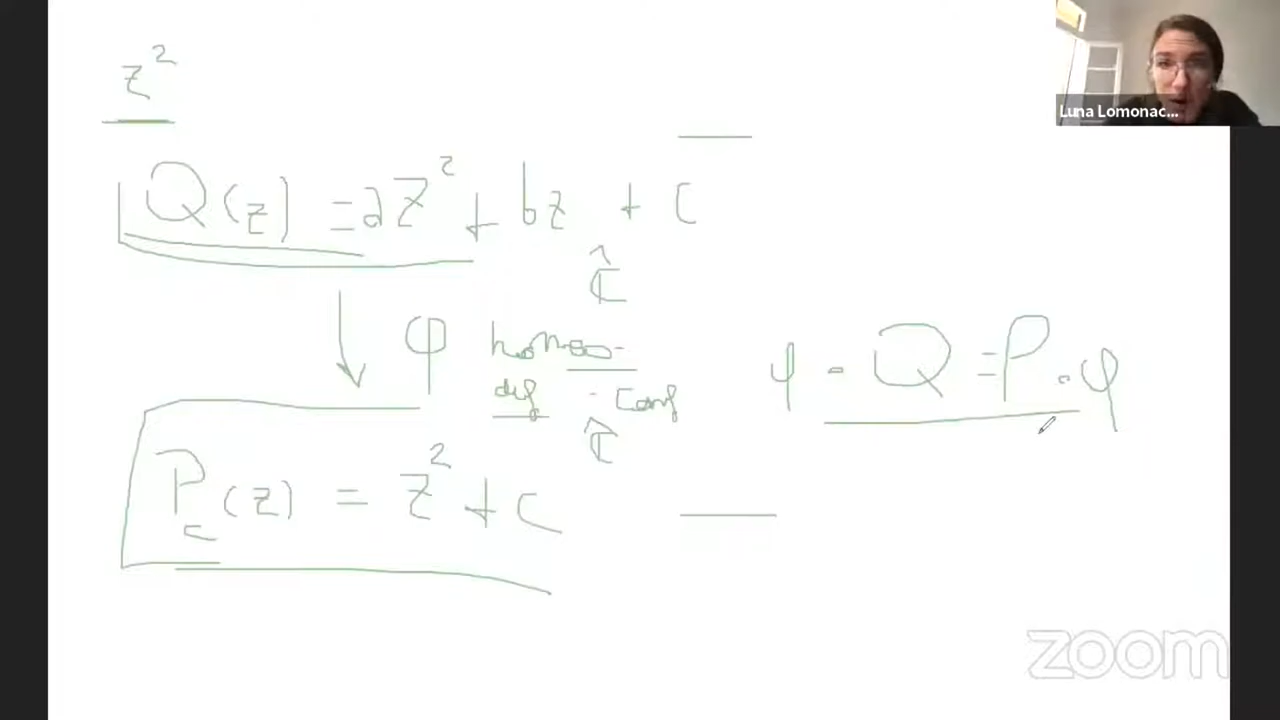 z²
Luna Lomonac...
Q(z) = az² + bz + c
Ĉ
φ homeo-
φ ∘ Q = P ∘ φ
dif - conf
Ĉ
P_c(z) = z² + c
zoom